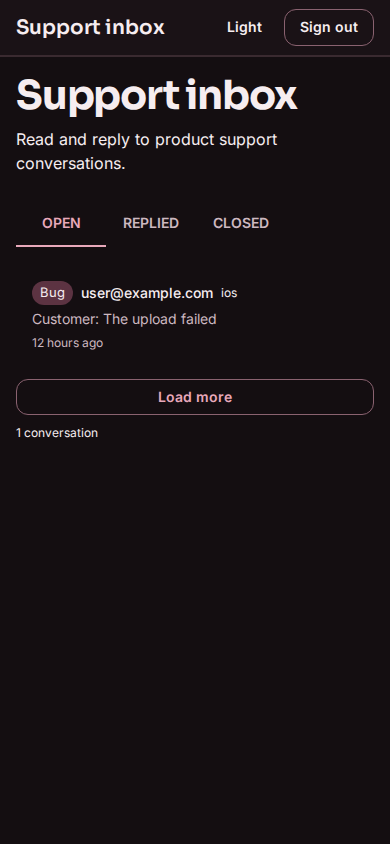 Support inbox
Light
Sign out
Support inbox
Read and reply to product support
conversations.
OPEN
REPLIED
CLOSED
Bug user@example.com ios
Customer: The upload failed
12 hours ago
Load more
1 conversation